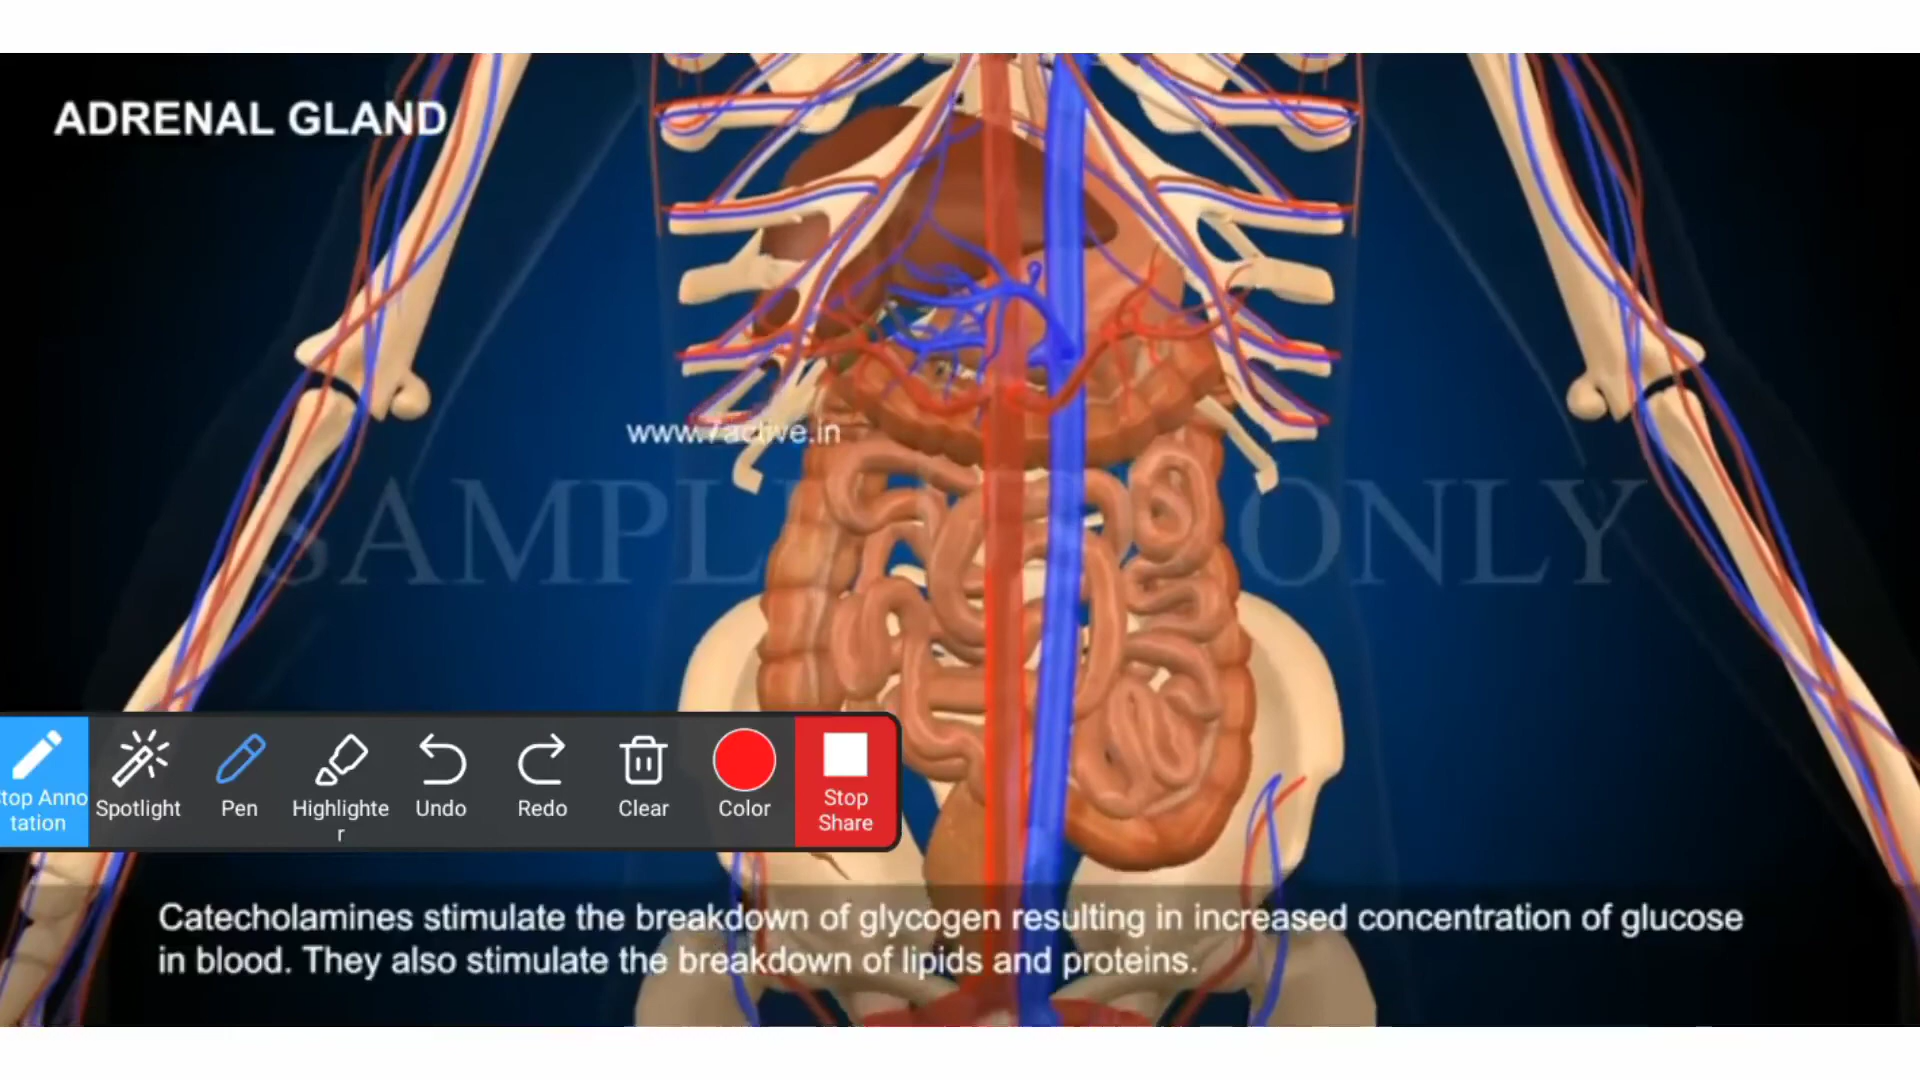 ADRENAL GLAND
www.7active.in
SAMPL ONLY
top Anno
tation
Spotlight
Pen
Highlighte
r
Undo
Redo
Clear
Color
Stop
Share
Catecholamines stimulate the breakdown of glycogen resulting in increased concentration of glucose
in blood. They also stimulate the breakdown of lipids and proteins.